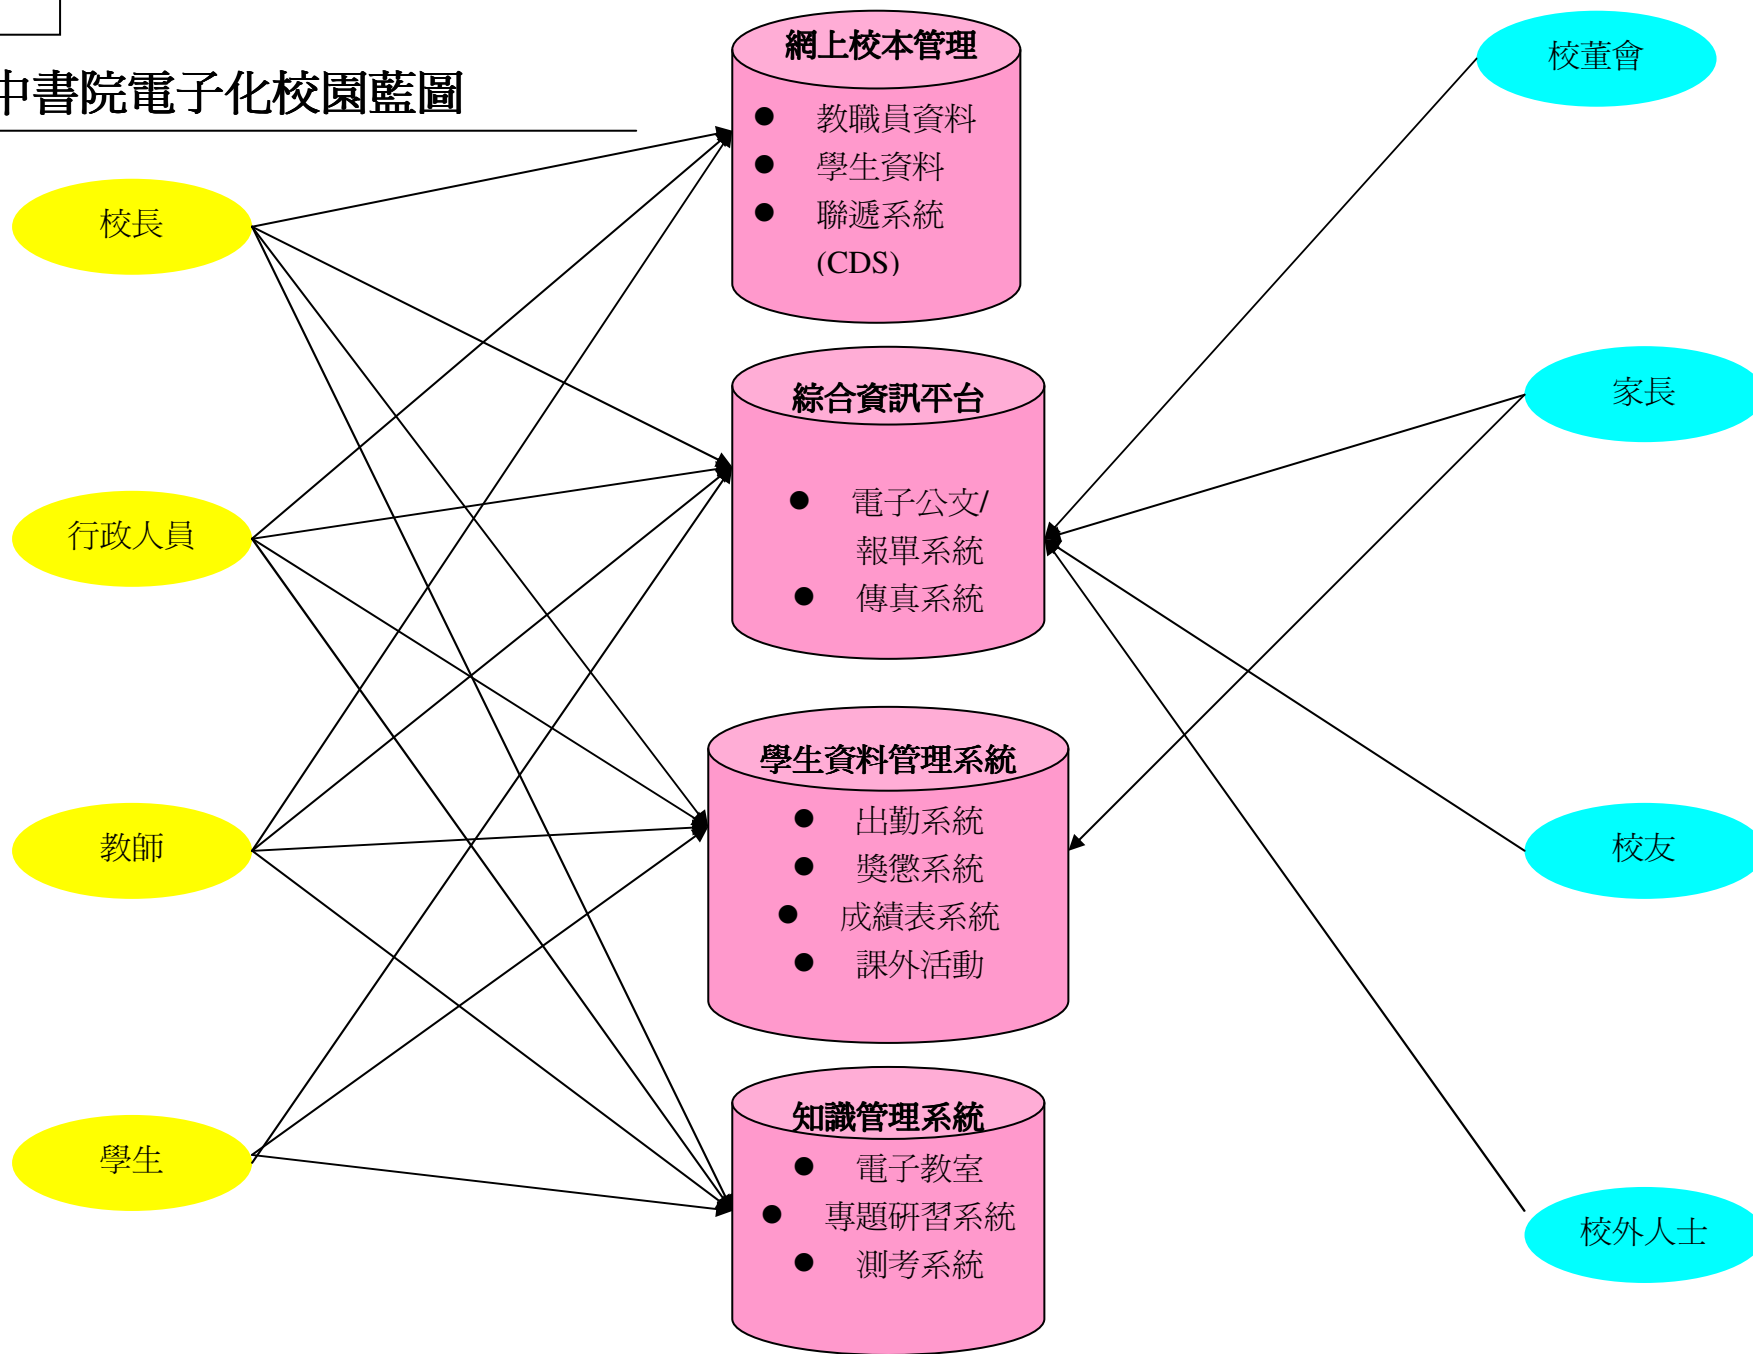 中書院電子化校園藍圖
網上校本管理
教職員資料
學生資料
聯遞系統
(CDS)
綜合資訊平台
電子公文/
報單系統
傳真系統
學生資料管理系統
出勤系統
獎懲系統
成績表系統
課外活動
知識管理系統
電子教室
專題研習系統
測考系統
校長
行政人員
教師
學生
校董會
家長
校友
校外人士